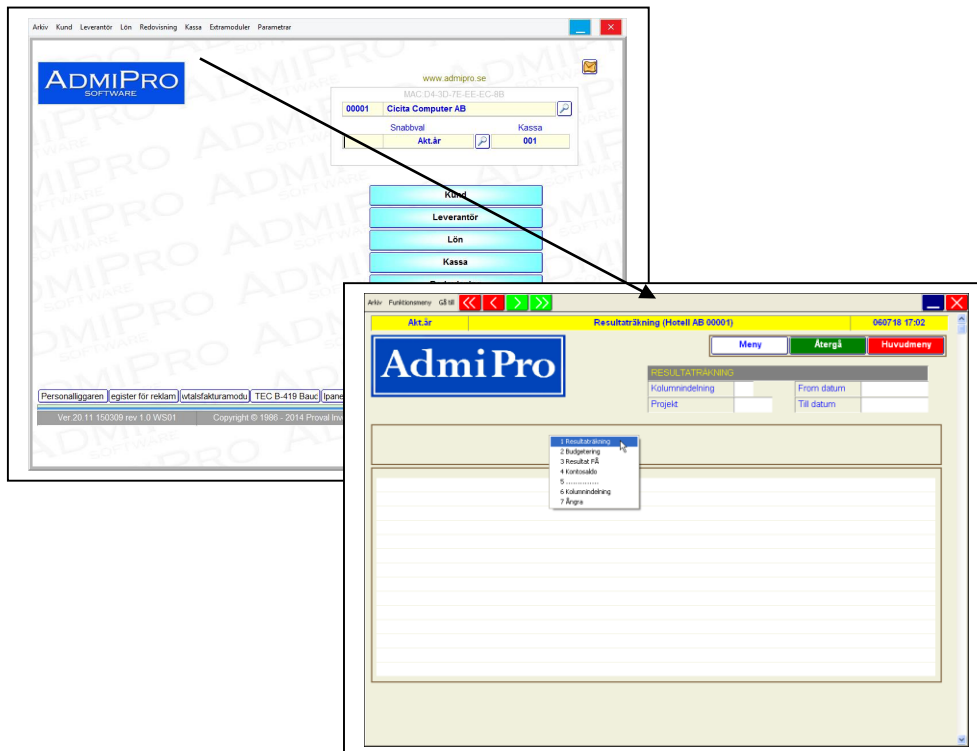 Arkiv Kund Leverantör Lön Redovisning Kassa Extramoduler Parametrar
ADMIPRO
SOFTWARE
www.admipro.se
MAC:D4-3D-7E-EE-EC-8B
00001 Cicita Computer AB
Snabbval Kassa
Akt.år 001
Kund
Leverantör
Lön
Kassa
Personalliggaren egister för reklam wtalsfakturamodu TEC B-419 Bauc lpane
Ver.20.11 150309 rev 1.0 WS01 Copyright © 1986 - 2014 Proval Inv
Arkiv Funktionsmeny Gå till
Akt.år Resultaträkning (Hotell AB 00001) 060718 17:02
Meny Återgå Huvudmeny
AdmiPro
RESULTATRÄKNING
Kolumnindelning From datum
Projekt Till datum
1 Resultaträkning
2 Budgetering
3 Resultat FÅ
4 Kontosaldo
5 ..............
6 Kolumnindelning
7 Ångra